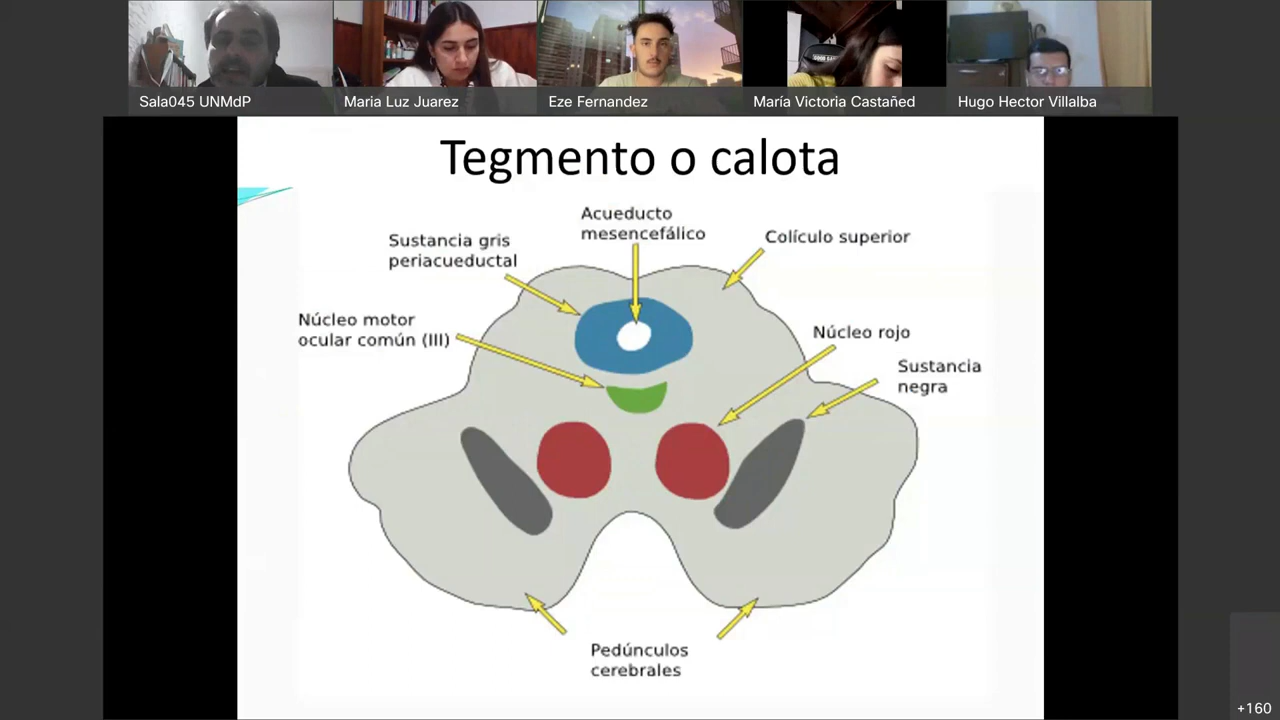 Sala045 UNMdP
Maria Luz Juarez
Eze Fernandez
María Victoria Castañed
Hugo Hector Villalba
Tegmento o calota
Acueducto
mesencefálico
Sustancia gris
periacueductal
Colículo superior
Núcleo motor
ocular común (III)
Núcleo rojo
Sustancia
negra
Pedúnculos
cerebrales
+160